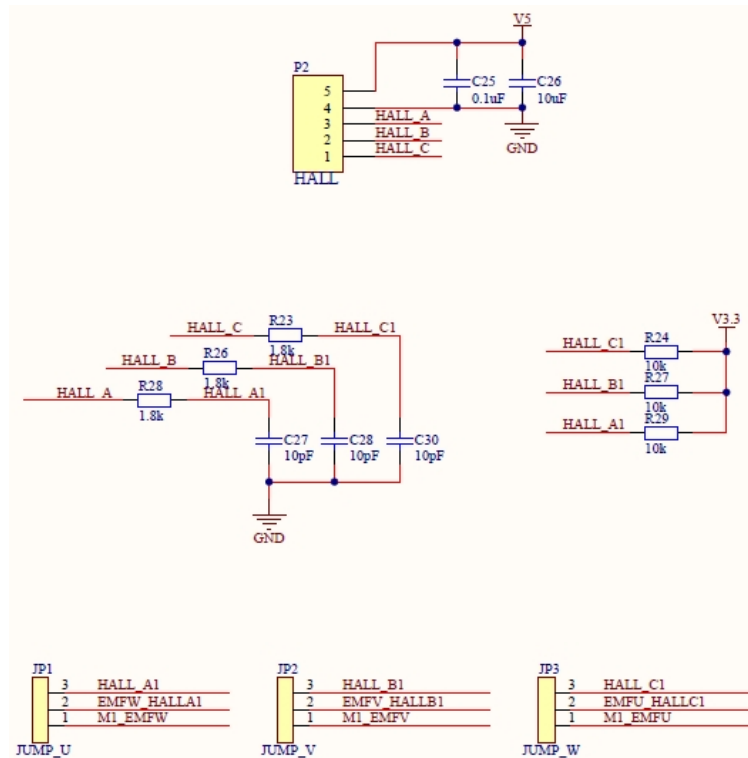 V5
P2
5
4
3 HALL_A
2 HALL_B
1 HALL_C
HALL
C25
0.1uF
C26
10uF
GND
HALL_C R23 HALL_C1
1.8k
HALL_B R26 HALL_B1
1.8k
HALL_A R28 HALL_A1
1.8k
C27
10pF
C28
10pF
C30
10pF
GND
V3.3
HALL_C1 R24
10k
HALL_B1 R27
10k
HALL_A1 R29
10k
JP1
3 HALL_A1
2 EMFW_HALLA1
1 M1_EMFW
JUMP_U
JP2
3 HALL_B1
2 EMFV_HALLB1
1 M1_EMFV
JUMP_V
JP3
3 HALL_C1
2 EMFU_HALLC1
1 M1_EMFU
JUMP_W